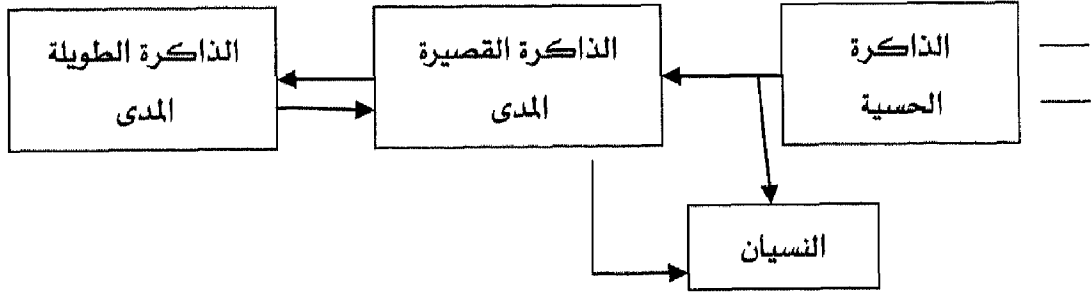 الذاكرة
الحسية
الذاكرة القصيرة
المدى
الذاكرة الطويلة
المدى
النسيان